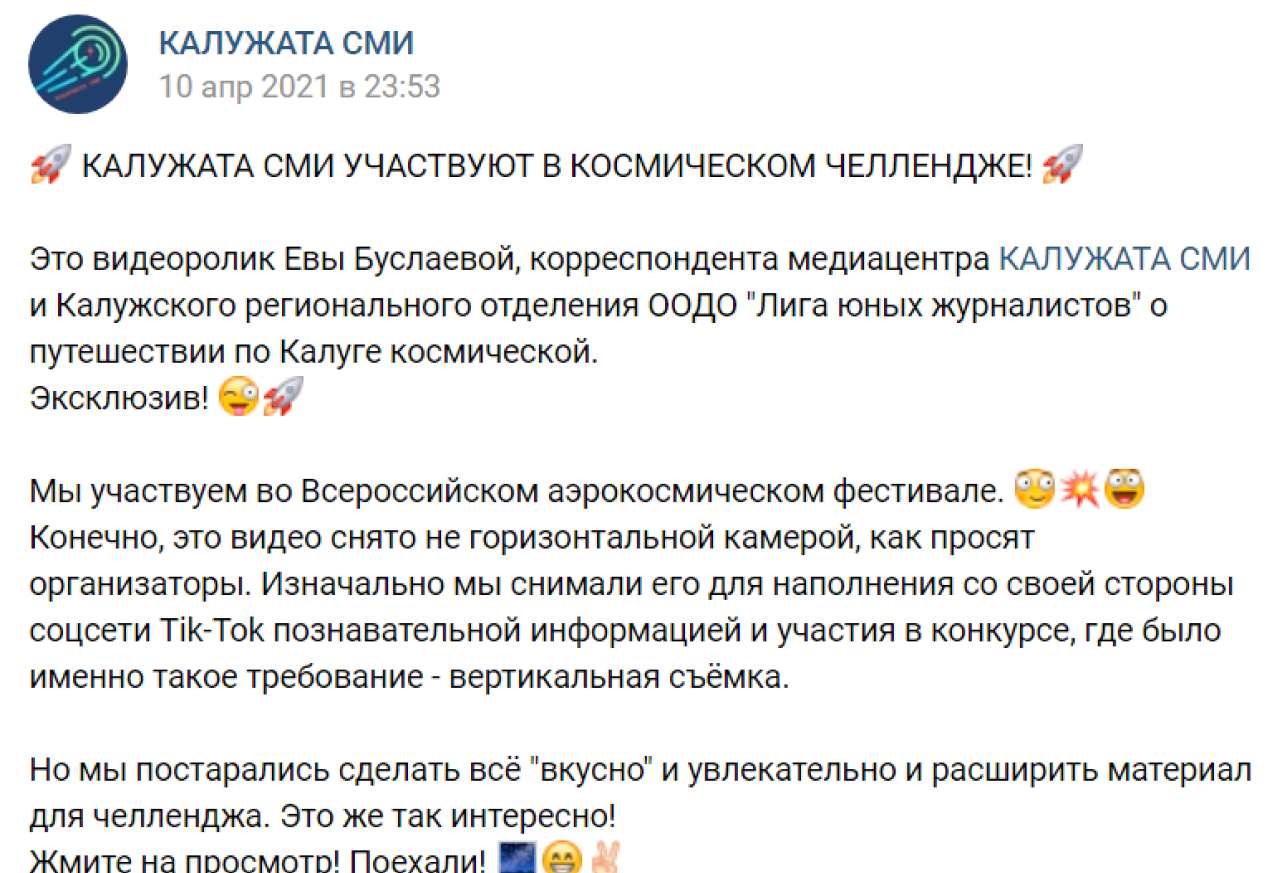 КАЛУЖАТА СМИ
10 апр 2021 в 23:53
🚀 КАЛУЖАТА СМИ УЧАСТВУЮТ В КОСМИЧЕСКОМ ЧЕЛЛЕНДЖЕ! 🚀
Это видеоролик Евы Буслаевой, корреспондента медиацентра КАЛУЖАТА СМИ
и Калужского регионального отделения ООДО "Лига юных журналистов" о
путешествии по Калуге космической.
Эксклюзив! 😜🚀
Мы участвуем во Всероссийском аэрокосмическом фестивале. 😳💥😀
Конечно, это видео снято не горизонтальной камерой, как просят
организаторы. Изначально мы снимали его для наполнения со своей стороны
соцсети Tik-Tok познавательной информацией и участия в конкурсе, где было
именно такое требование - вертикальная съёмка.
Но мы постарались сделать всё "вкусно" и увлекательно и расширить материал
для челленджа. Это же так интересно!
Жмите на просмотр! Поехали! 🌌😁✌